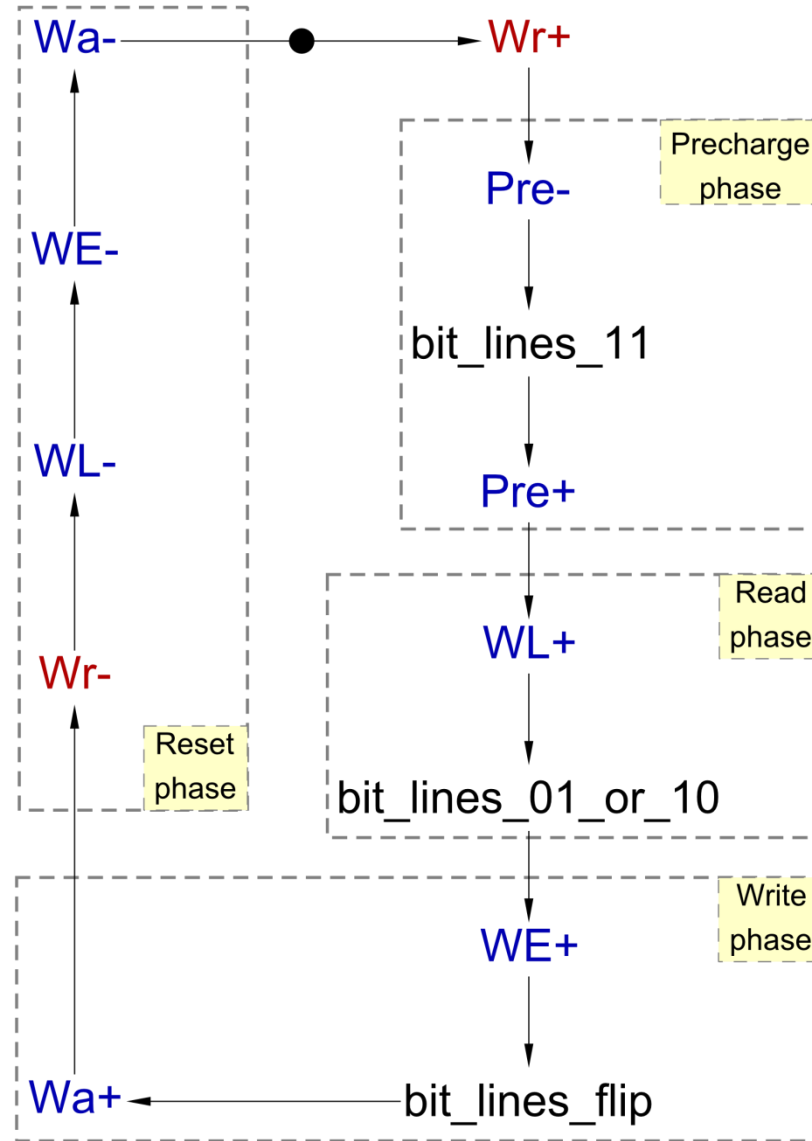 Wa-
Wr+
Precharge
phase
Pre-
WE-
bit_lines_11
WL-
Pre+
Read
phase
WL+
Wr-
Reset
phase
bit_lines_01_or_10
Write
phase
WE+
Wa+
bit_lines_flip